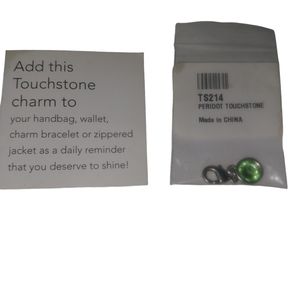 Add this
Touchstone
charm to
your handbag, wallet,
charm bracelet or zippered
jacket as a daily reminder
that you deserve to shine!
TS214
PERIDOT TOUCHSTONE
Made in CHINA